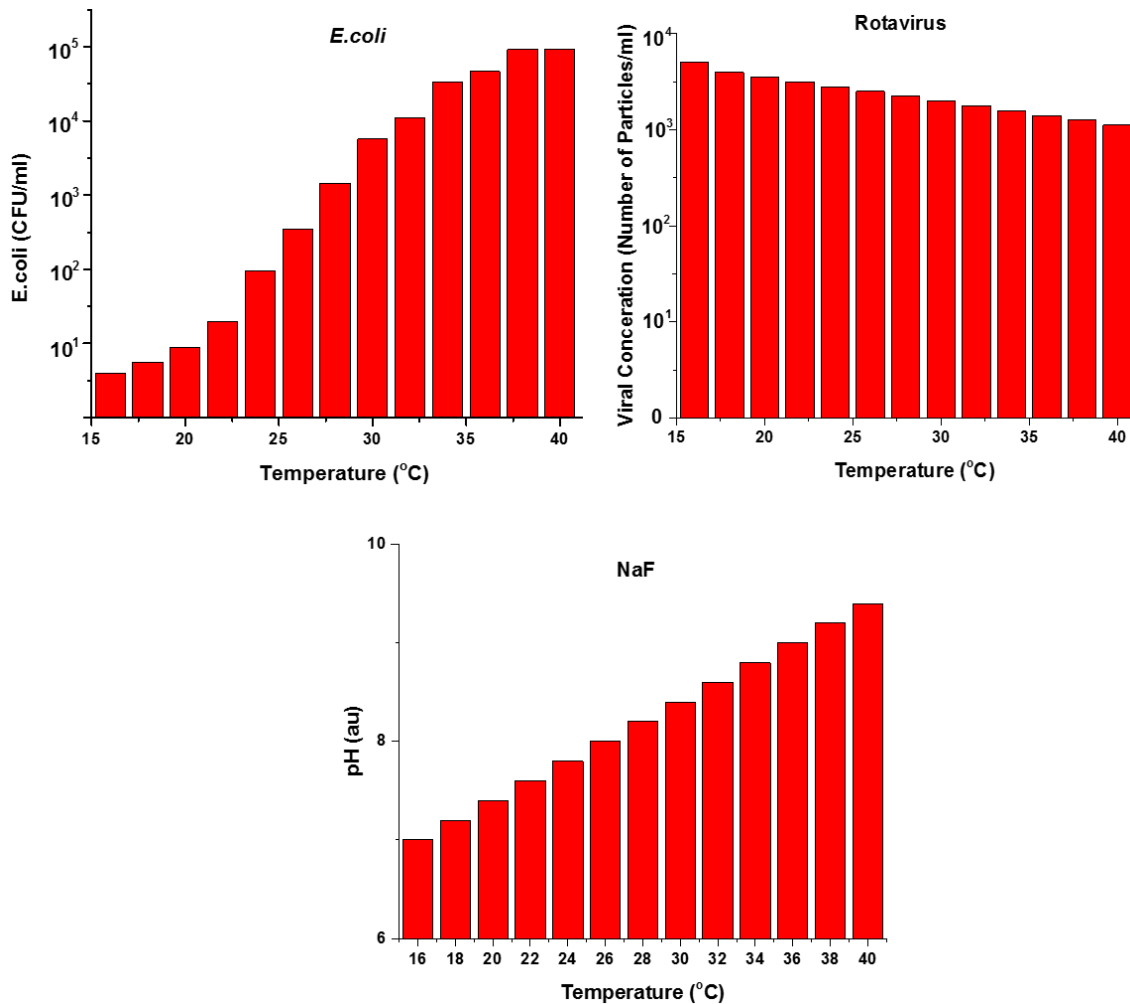 E.coli
E.coli (CFU/ml)
10^5
10^4
10^3
10^2
10^1
15 20 25 30 35 40
Temperature (°C)
Rotavirus
Viral Conceration (Number of Particles/ml)
10^4
10^3
10^2
10^1
0
15 20 25 30 35 40
Temperature (°C)
NaF
pH (au)
10
8
6
16 18 20 22 24 26 28 30 32 34 36 38 40
Temperature (°C)